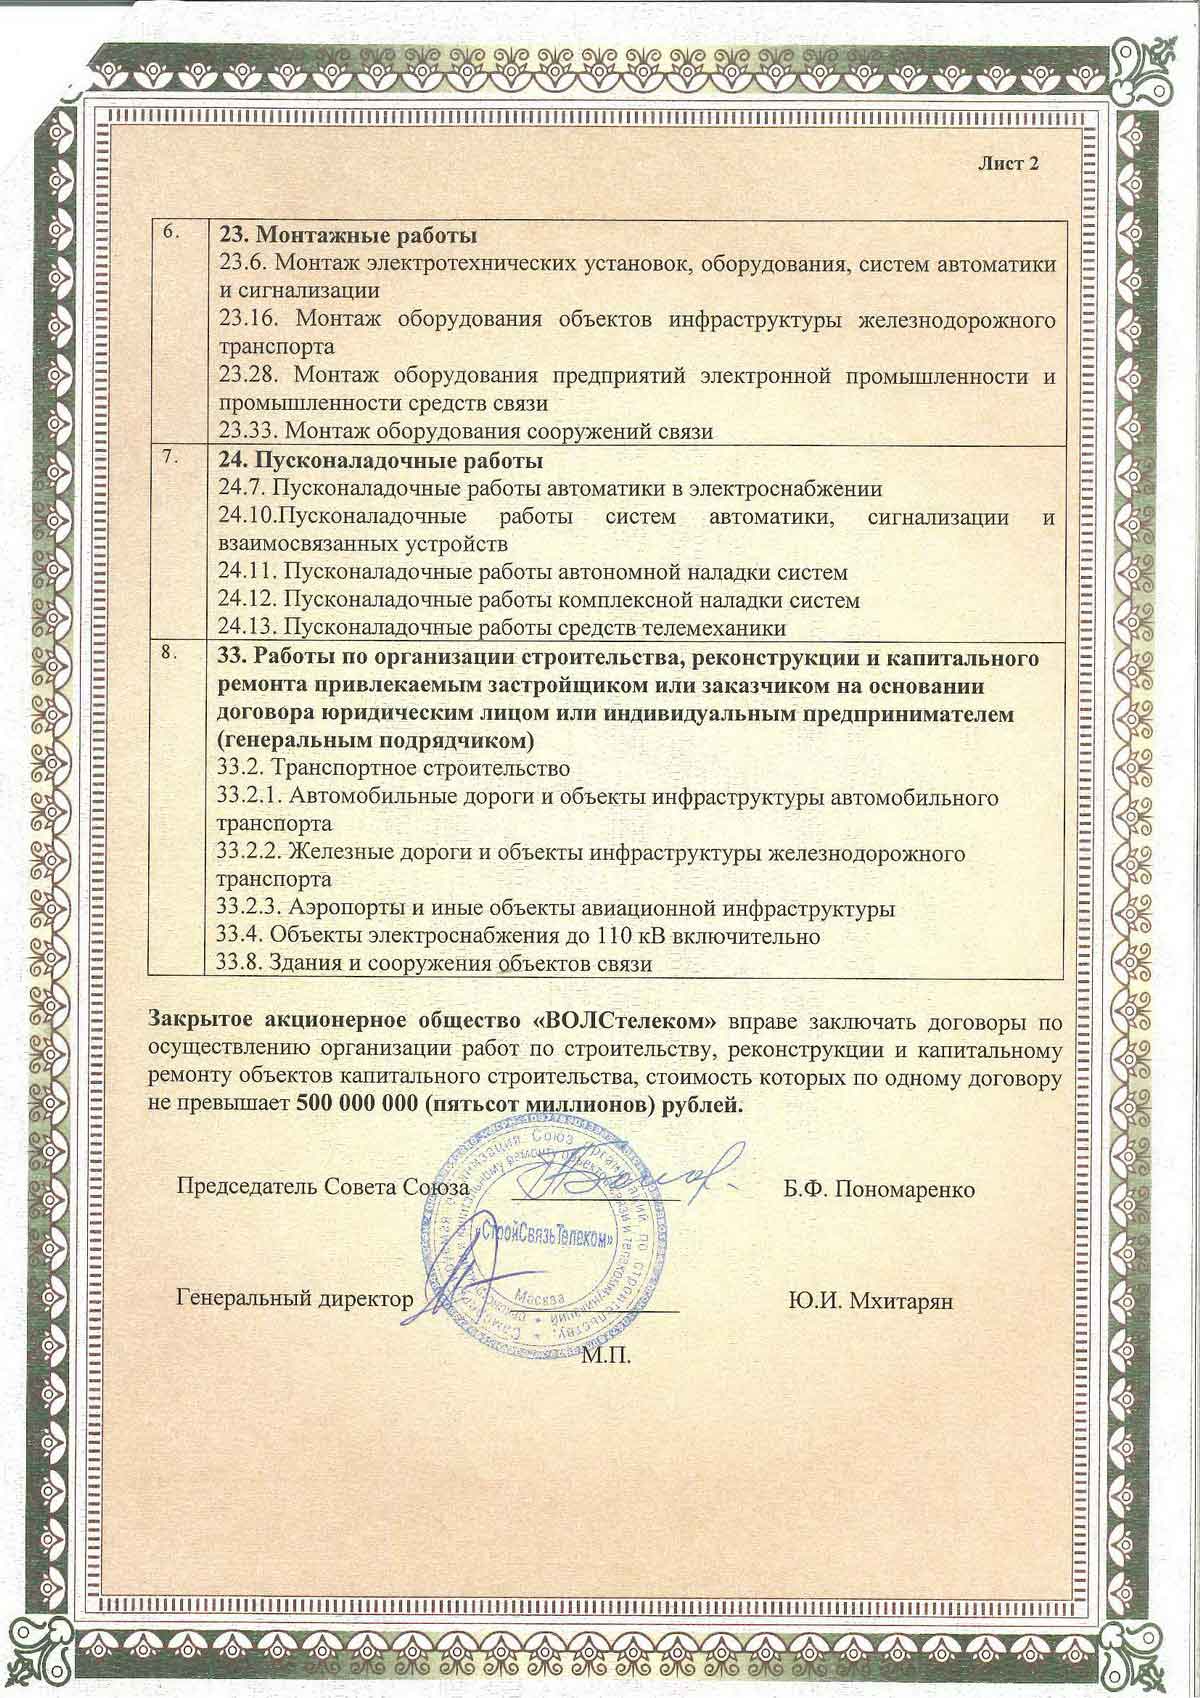 Лист 2
6. 23. Монтажные работы
23.6. Монтаж электротехнических установок, оборудования, систем автоматики
и сигнализации
23.16. Монтаж оборудования объектов инфраструктуры железнодорожного
транспорта
23.28. Монтаж оборудования предприятий электронной промышленности и
промышленности средств связи
23.33. Монтаж оборудования сооружений связи
7. 24. Пусконаладочные работы
24.7. Пусконаладочные работы автоматики в электроснабжении
24.10.Пусконаладочные работы систем автоматики, сигнализации и
взаимосвязанных устройств
24.11. Пусконаладочные работы автономной наладки систем
24.12. Пусконаладочные работы комплексной наладки систем
24.13. Пусконаладочные работы средств телемеханики
8. 33. Работы по организации строительства, реконструкции и капитального
ремонта привлекаемым застройщиком или заказчиком на основании
договора юридическим лицом или индивидуальным предпринимателем
(генеральным подрядчиком)
33.2. Транспортное строительство
33.2.1. Автомобильные дороги и объекты инфраструктуры автомобильного
транспорта
33.2.2. Железные дороги и объекты инфраструктуры железнодорожного
транспорта
33.2.3. Аэропорты и иные объекты авиационной инфраструктуры
33.4. Объекты электроснабжения до 110 кВ включительно
33.8. Здания и сооружения объектов связи
Закрытое акционерное общество «ВОЛСтелеком» вправе заключать договоры по
осуществлению организации работ по строительству, реконструкции и капитальному
ремонту объектов капитального строительства, стоимость которых по одному договору
не превышает 500 000 000 (пятьсот миллионов) рублей.
Председатель Совета Союза Б.Ф. Пономаренко
«СтройСвязьТелеком»
Москва
Генеральный директор Ю.И. Мхитарян
М.П.